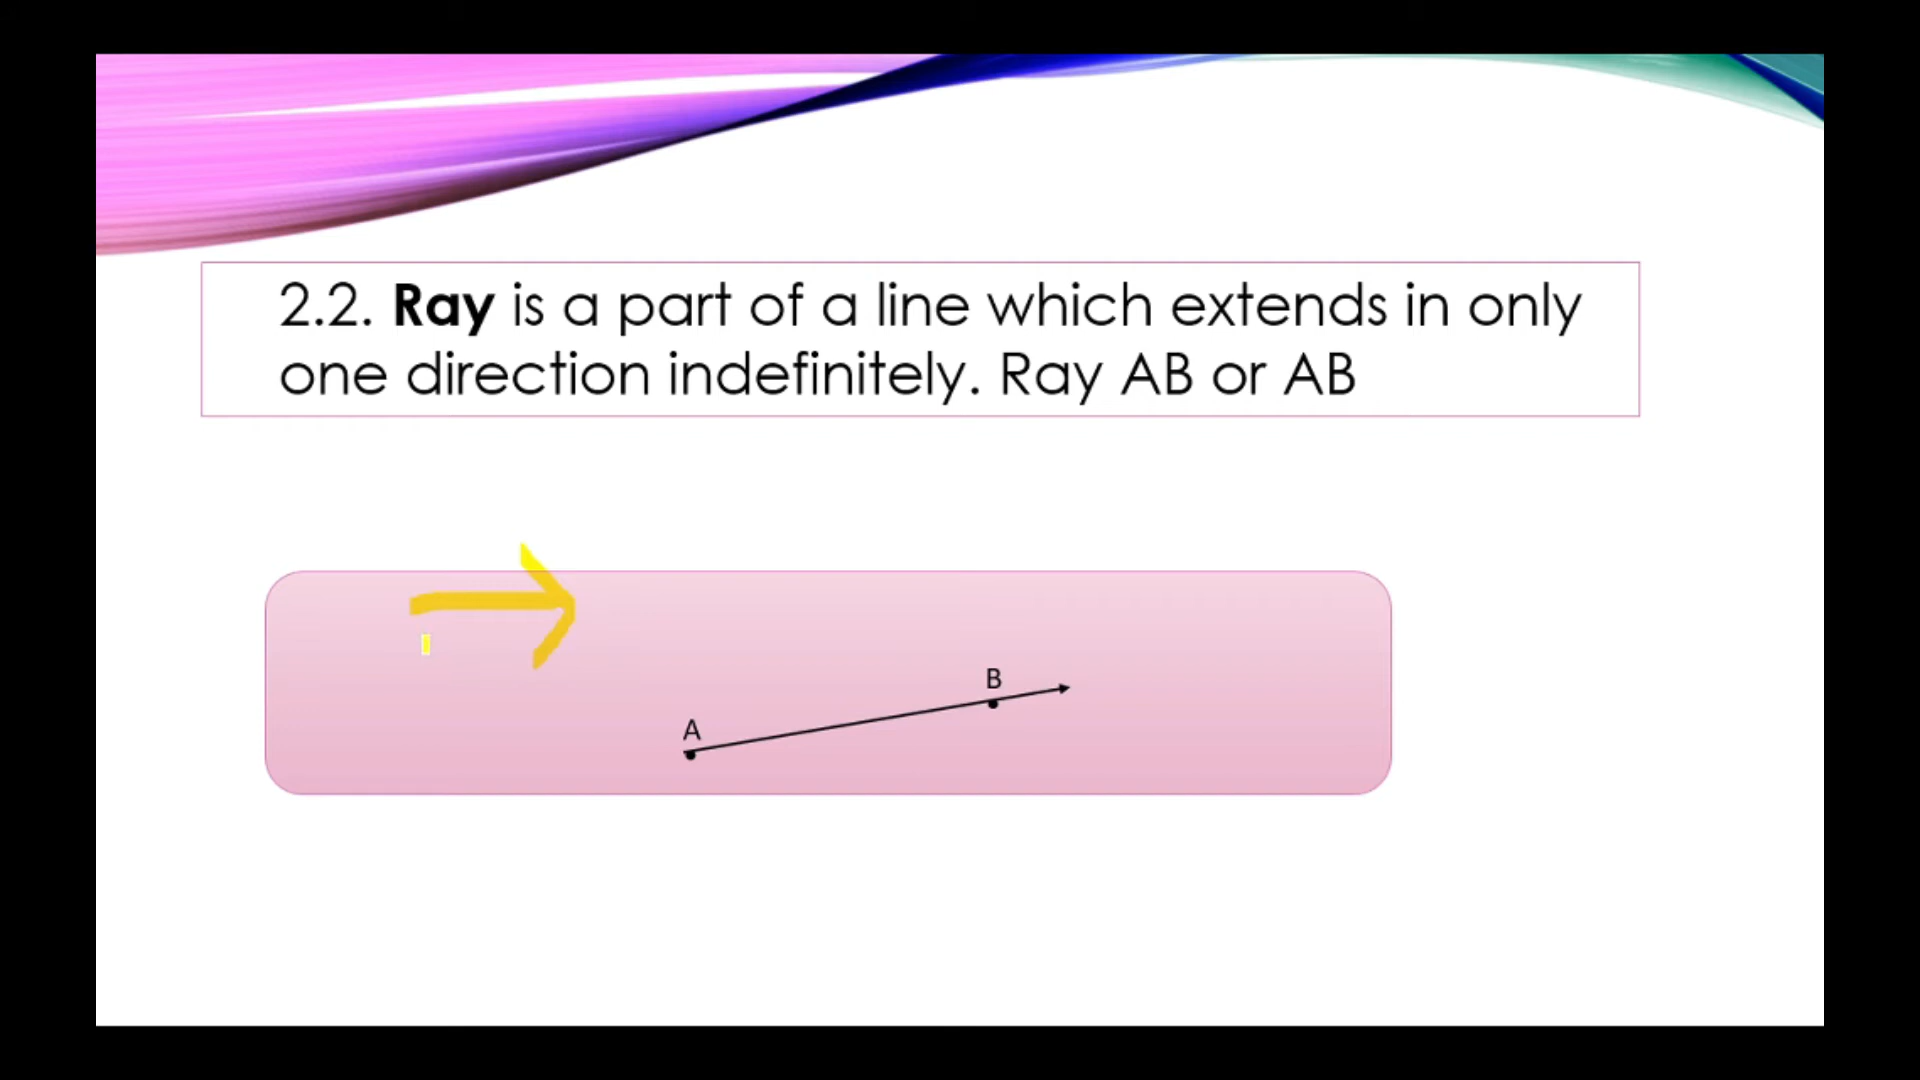 2.2. Ray is a part of a line which extends in only
one direction indefinitely. Ray AB or AB
B
A